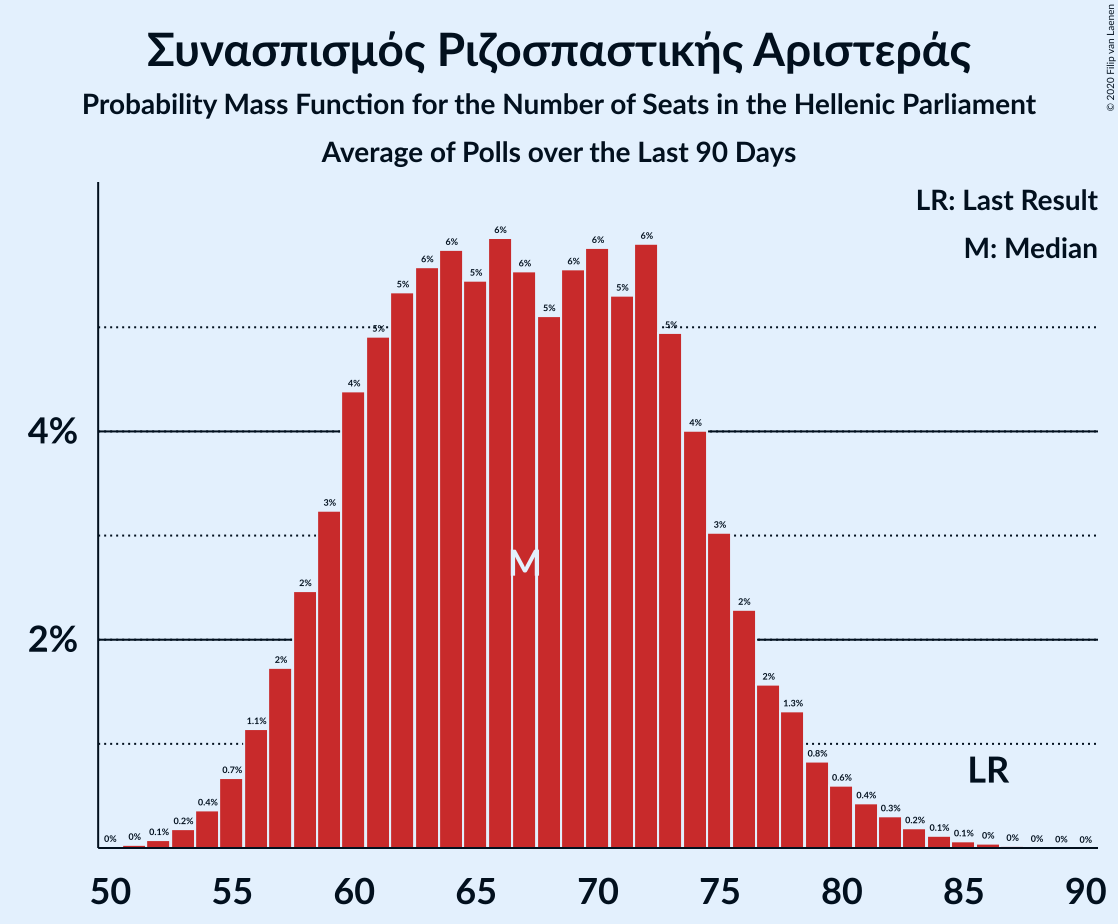 Συνασπισμός Ριζοσπαστικής Αριστεράς
Probability Mass Function for the Number of Seats in the Hellenic Parliament
Average of Polls over the Last 90 Days
© 2020 Filip van Laenen
LR: Last Result
M: Median
4%
2%
0% 0% 0.1% 0.2% 0.4% 0.7% 1.1% 2% 2% 3% 4% 5% 5% 6% 6% 5% 6% 6% 5% 6% 6% 5% 6% 5% 4% 3% 2% 2% 1.3% 0.8% 0.6% 0.4% 0.3% 0.2% 0.1% 0.1% 0% 0% 0% 0% 0%
M
LR
50 55 60 65 70 75 80 85 90